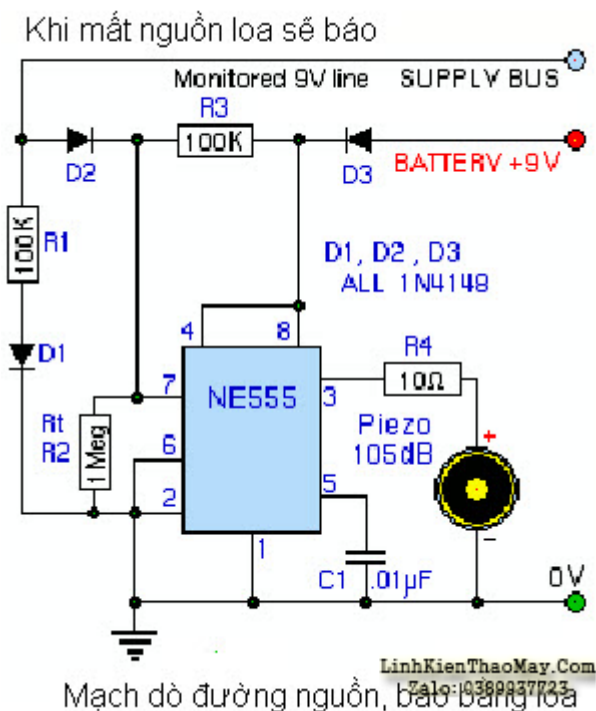 Khi mất nguồn loa sẽ báo
Monitored 9V line SUPPLY BUS
R3
100K
D2
D3
BATTERY +9V
100K
R1
D1, D2, D3
ALL 1N4148
D1
4
8
R4
7
NE555
3
10Ω
Rt
R2
1Meg
6
Piezo
105dB
+
2
5
-
1
C1
.01µF
0V
LinhKienThaoMay.Com
Zalo: 0389937723
Mạch dò đường nguồn, báo bằng loa